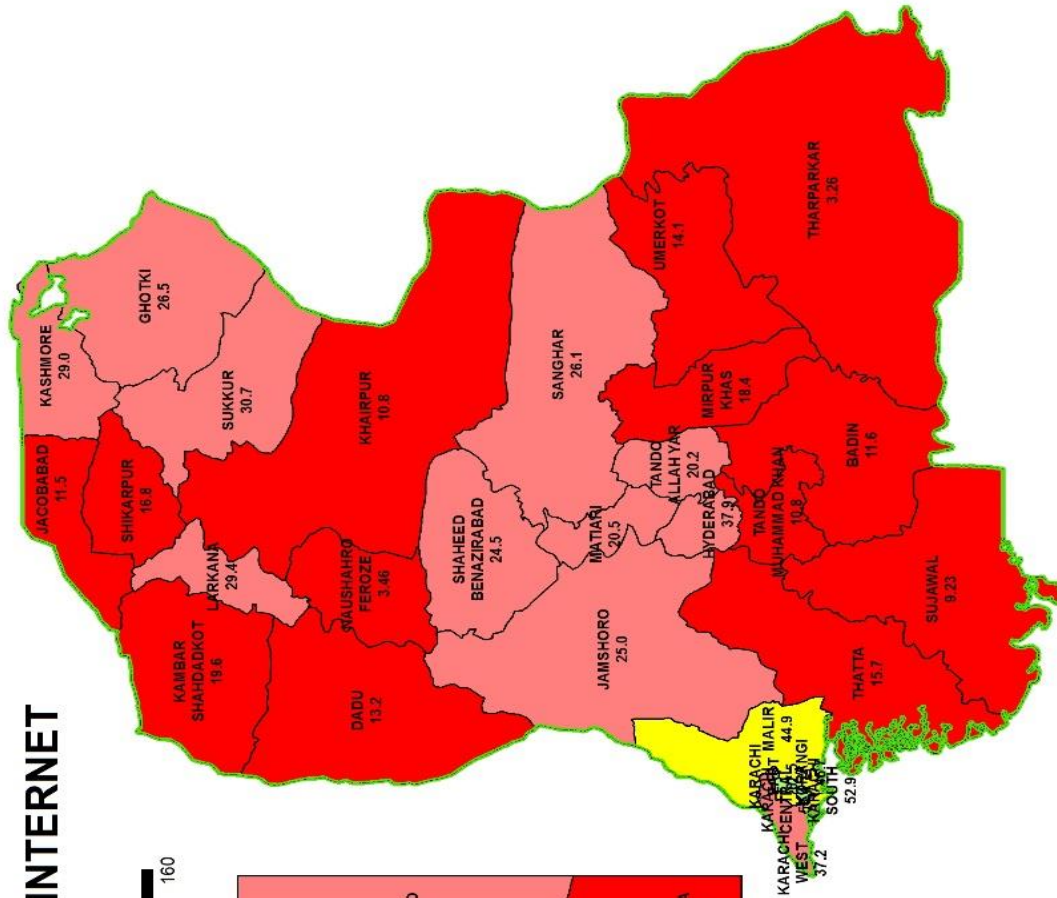 INTERNET
160
KASHMORE
29.0
GHOTKI
26.5
JACOBABAD
11.5
SHIKARPUR
16.8
SUKKUR
30.7
LARKANA
29.4
KAMBAR
SHAHDADKOT
19.6
KHAIRPUR
10.8
NAUSHAHRO
FEROZE
3.46
DADU
13.2
SHAHEED
BENAZIRABAD
24.5
SANGHAR
26.1
MATIARI
20.5
TANDO
ALLAH YAR
20.2
JAMSHORO
25.0
HYDERABAD
37.9
UMERKOT
14.1
MIRPUR
KHAS
18.4
THARPARKAR
3.26
TANDO
MUHAMMAD KHAN
10.8
BADIN
11.6
SUJAWAL
9.23
THATTA
15.7
MALIR
44.9
KARACHI
WEST
37.2
SOUTH
52.9